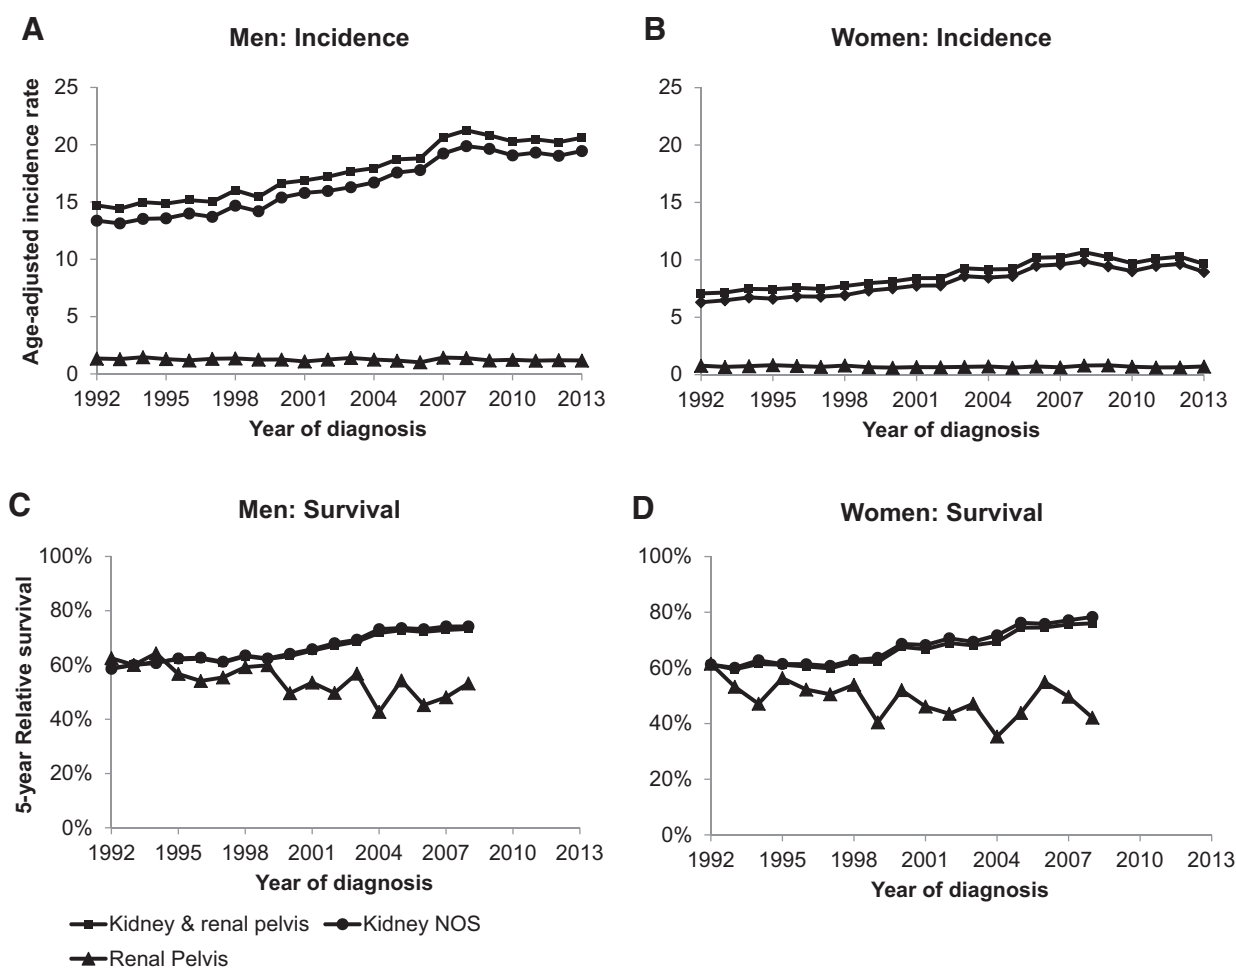 A
Men: Incidence
Age-adjusted incidence rate
25
20
15
10
5
0
1992 1995 1998 2001 2004 2007 2010 2013
Year of diagnosis
B
Women: Incidence
25
20
15
10
5
0
1992 1995 1998 2001 2004 2007 2010 2013
Year of diagnosis
C
Men: Survival
5-year Relative survival
100%
80%
60%
40%
20%
0%
1992 1995 1998 2001 2004 2007 2010 2013
Year of diagnosis
D
Women: Survival
100%
80%
60%
40%
20%
0%
1992 1995 1998 2001 2004 2007 2010 2013
Year of diagnosis
Kidney & renal pelvis Kidney NOS
Renal Pelvis